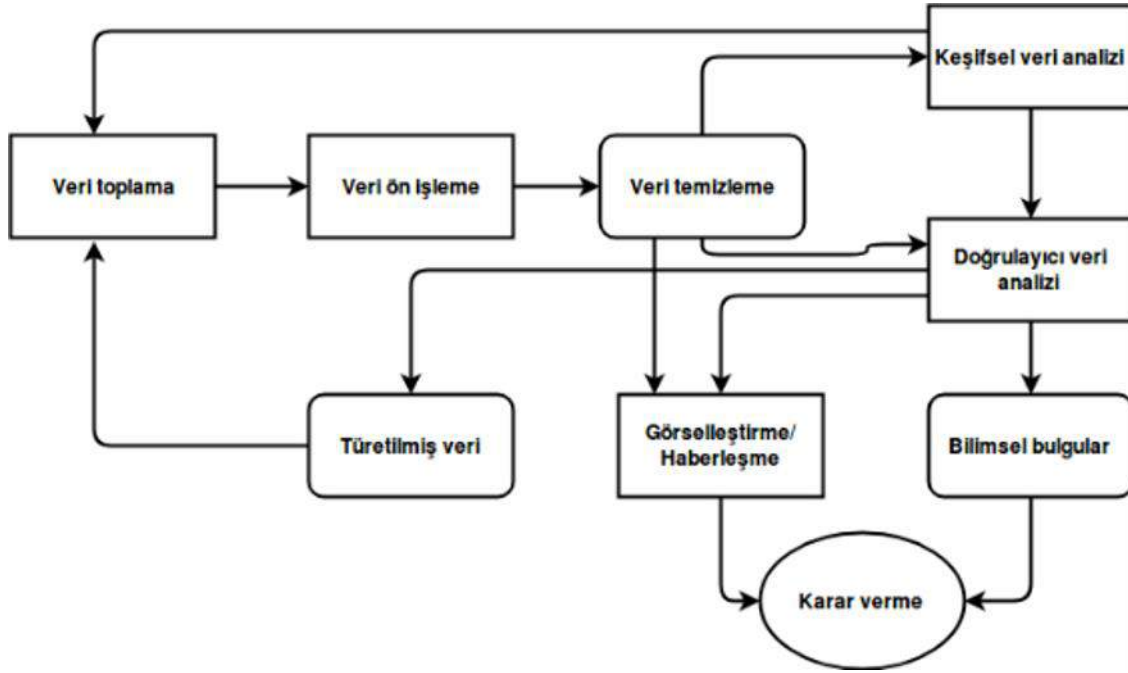 Keşifsel veri analizi
Veri toplama
Veri ön işleme
Veri temizleme
Doğrulayıcı veri
analizi
Türetilmiş veri
Görselleştirme/
Haberleşme
Bilimsel bulgular
Karar verme